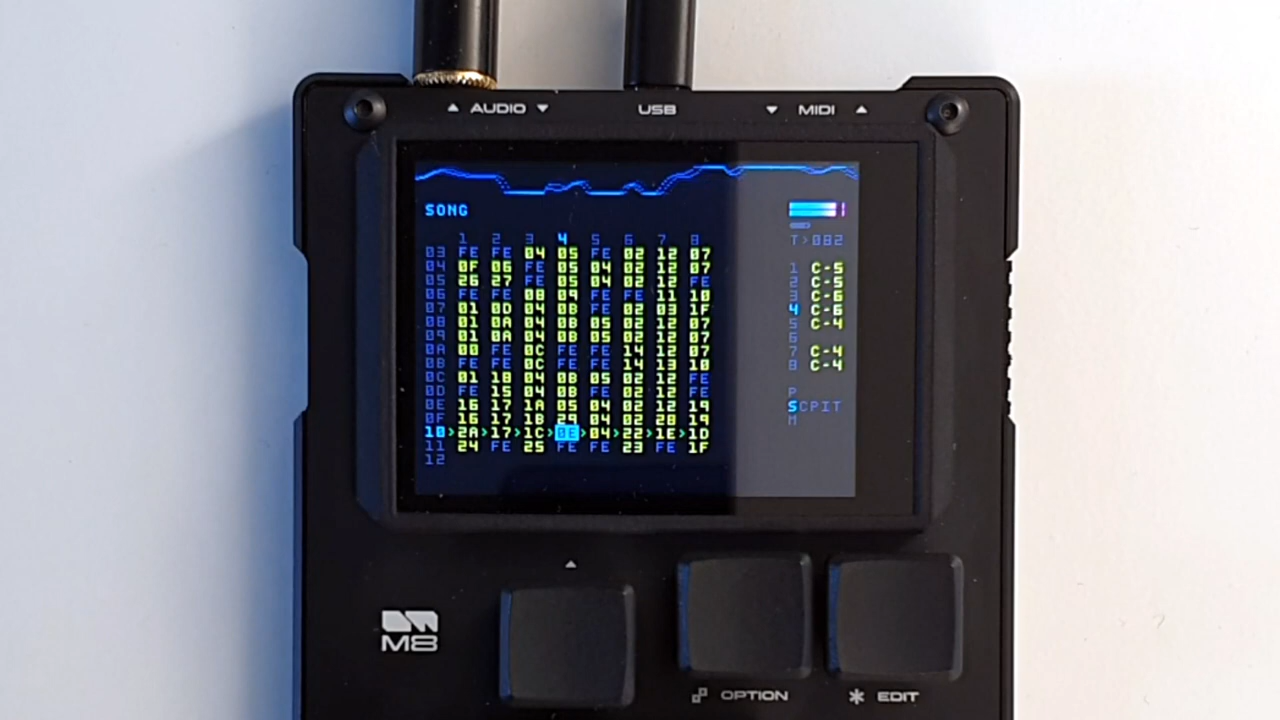 AUDIO USB MIDI
SONG
1 2 3 4 5 6 7 8 T>082
03 FE FE 04 05 FE 02 12 07
04 0F 06 FE 05 04 02 12 07 1 C-5
05 26 27 FE 05 04 02 12 FE 2 C-5
06 FE FE 08 09 FE FE 11 10 3 C-6
07 01 0D 04 0B FE 02 03 1F 4 C-6
08 01 0A 04 0B 05 02 12 07 5 C-4
09 01 0A 04 0B 05 02 12 07 6
0A 00 FE 0C FE FE 14 12 07 7 C-4
0B FE FE 0C FE FE 14 13 10 8 C-4
0C 01 18 04 0B 05 02 12 FE
0D FE 15 04 0B FE 02 12 FE P
0E 16 17 1A 05 04 02 12 19 SCPIT
0F 16 17 1B 29 04 02 28 19 M
10>2A>17>1C>0E>04>22>1E>1D
11 24 FE 25 FE FE 23 FE 1F
12
M8
OPTION EDIT